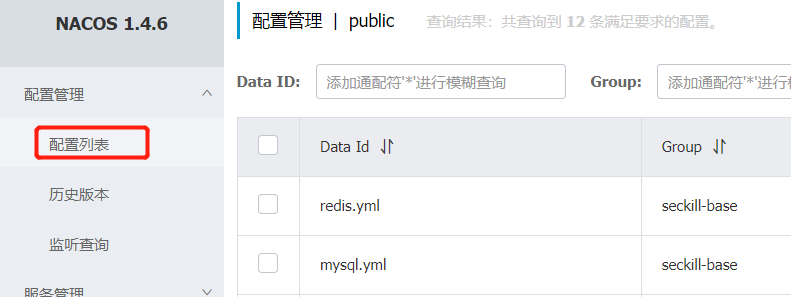 NACOS 1.4.6
配置管理
配置列表
历史版本
监听查询
服务管理
配置管理 | public 查询结果：共查询到 12 条满足要求的配置。
Data ID: 添加通配符'*'进行模糊查询 Group: 添加通配符'*'进行模
Data Id Group
redis.yml seckill-base
mysql.yml seckill-base